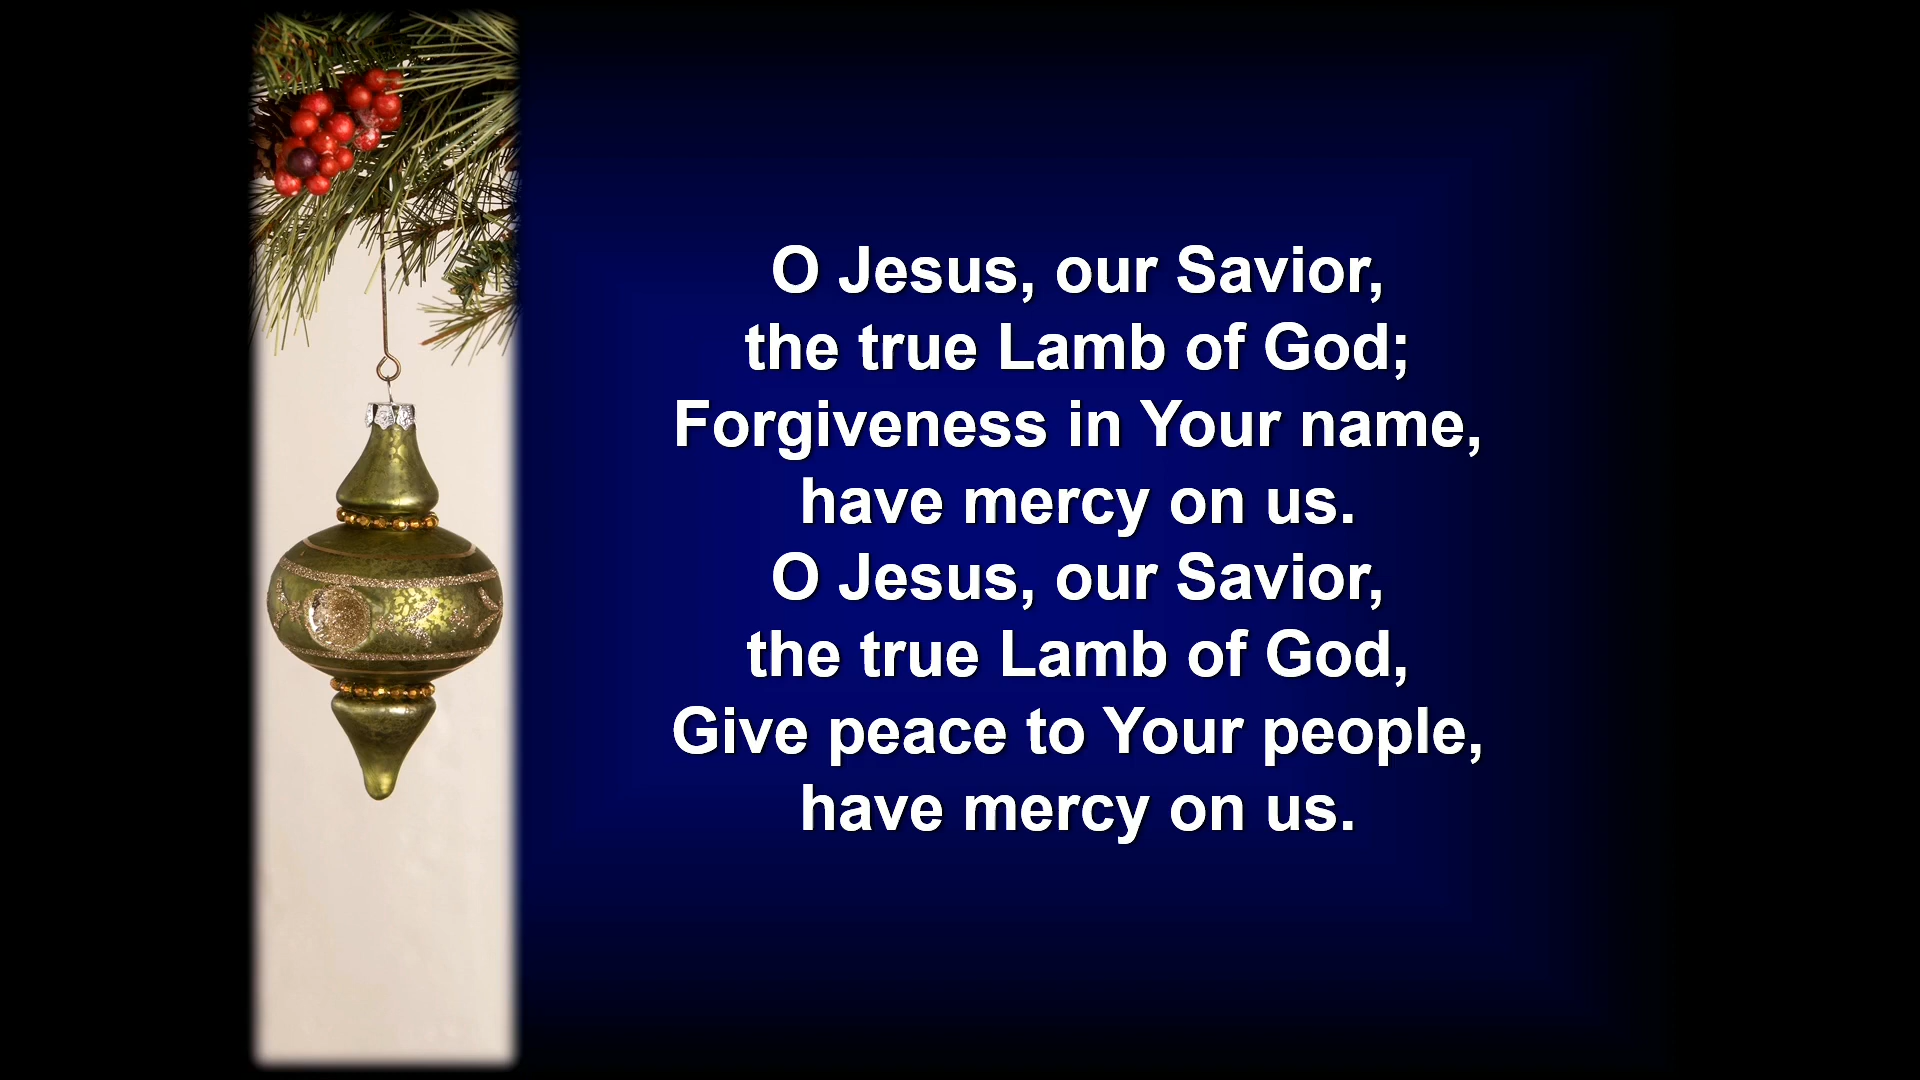 O Jesus, our Savior,
the true Lamb of God;
Forgiveness in Your name,
have mercy on us.
O Jesus, our Savior,
the true Lamb of God,
Give peace to Your people,
have mercy on us.